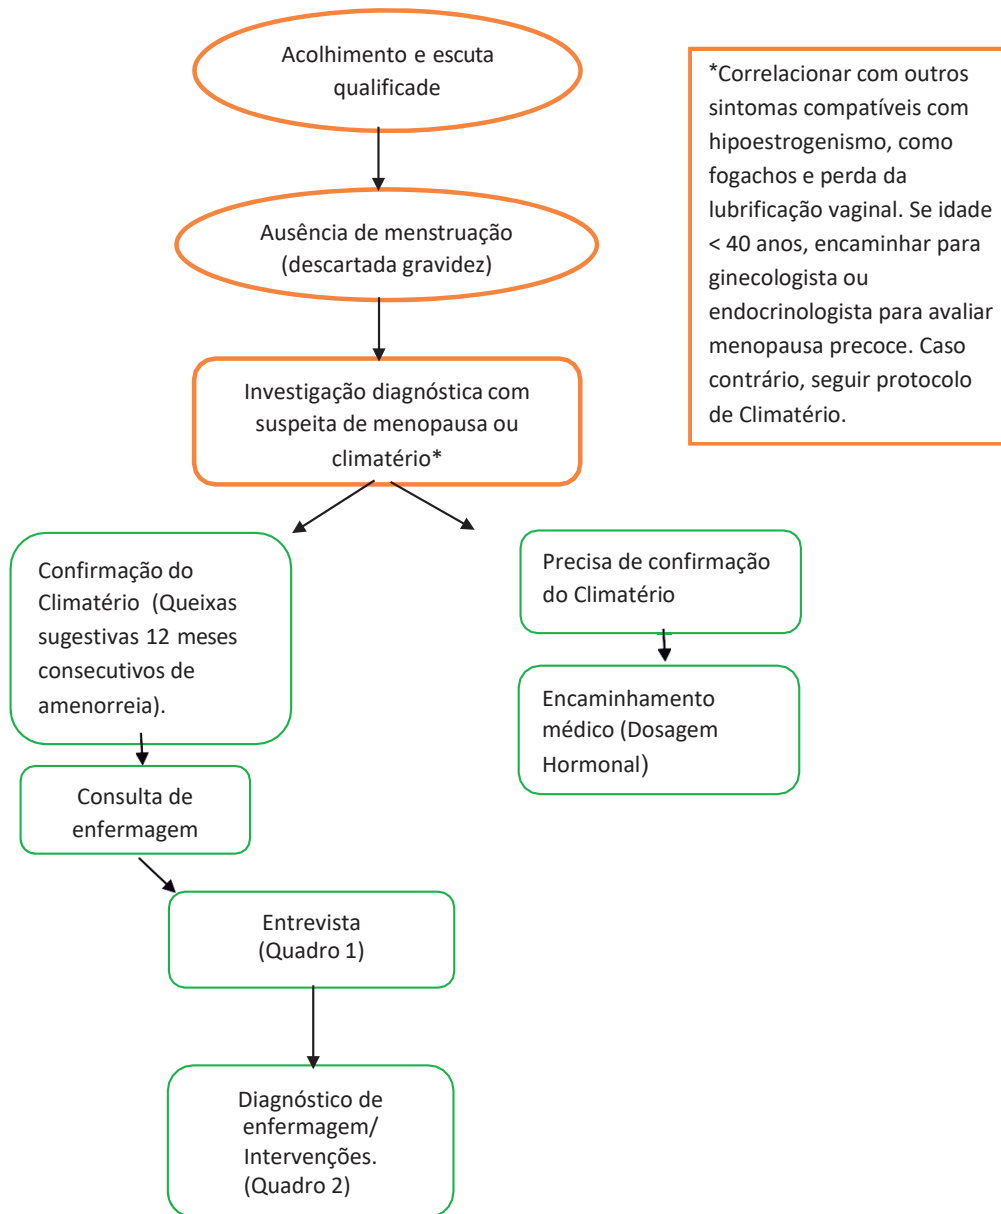 Acolhimento e escuta
qualificade
*Correlacionar com outros
sintomas compatíveis com
hipoestrogenismo, como
fogachos e perda da
lubrificação vaginal. Se idade
< 40 anos, encaminhar para
ginecologista ou
endocrinologista para avaliar
menopausa precoce. Caso
contrário, seguir protocolo
de Climatério.
Ausência de menstruação
(descartada gravidez)
Investigação diagnóstica com
suspeita de menopausa ou
climatério*
Confirmação do
Climatério (Queixas
sugestivas 12 meses
consecutivos de
amenorreia).
Precisa de confirmação
do Climatério
Encaminhamento
médico (Dosagem
Hormonal)
Consulta de
enfermagem
Entrevista
(Quadro 1)
Diagnóstico de
enfermagem/
Intervenções.
(Quadro 2)